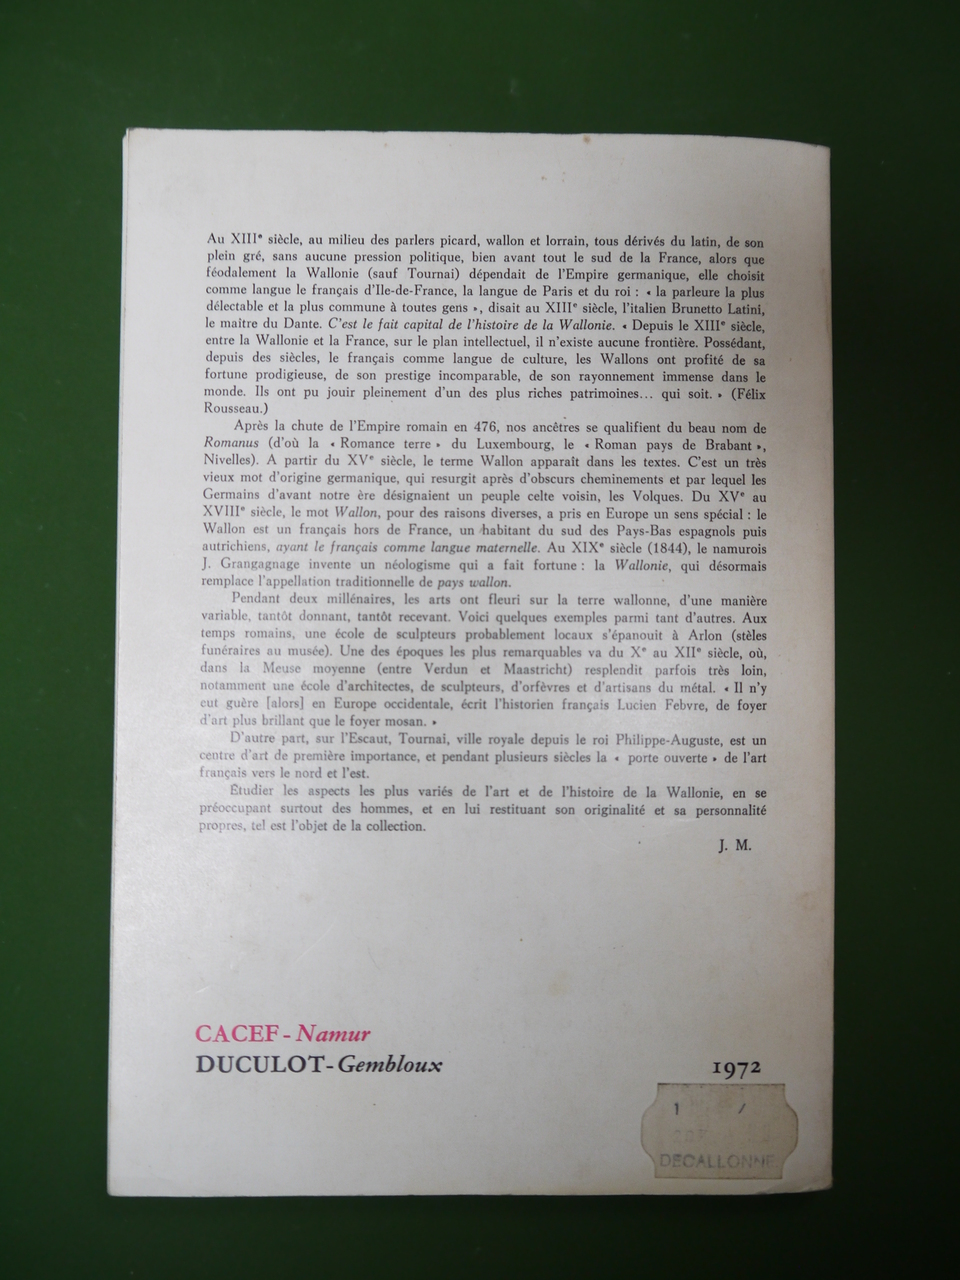 Au XIIIe siècle, au milieu des parlers picard, wallon et lorrain, tous dérivés du latin, de son
plein gré, sans aucune pression politique, bien avant tout le sud de la France, alors que
féodalement la Wallonie (sauf Tournai) dépendait de l'Empire germanique, elle choisit
comme langue le français d'Ile-de-France, la langue de Paris et du roi : « la parleure la plus
délectable et la plus commune à toutes gens », disait au XIIIe siècle, l'italien Brunetto Latini,
le maître du Dante. C'est le fait capital de l'histoire de la Wallonie. « Depuis le XIIIe siècle,
entre la Wallonie et la France, sur le plan intellectuel, il n'existe aucune frontière. Possédant,
depuis des siècles, le français comme langue de culture, les Wallons ont profité de sa
fortune prodigieuse, de son prestige incomparable, de son rayonnement immense dans le
monde. Ils ont pu jouir pleinement d'un des plus riches patrimoines... qui soit. » (Félix
Rousseau.)
Après la chute de l'Empire romain en 476, nos ancêtres se qualifient du beau nom de
Romanus (d'où la « Romance terre » du Luxembourg, le « Roman pays de Brabant »,
Nivelles). A partir du XVe siècle, le terme Wallon apparaît dans les textes. C'est un très
vieux mot d'origine germanique, qui resurgit après d'obscurs cheminements et par lequel les
Germains d'avant notre ère désignaient un peuple celte voisin, les Volques. Du XVe au
XVIIIe siècle, le mot Wallon, pour des raisons diverses, a pris en Europe un sens spécial : le
Wallon est un français hors de France, un habitant du sud des Pays-Bas espagnols puis
autrichiens, ayant le français comme langue maternelle. Au XIXe siècle (1844), le namurois
J. Grangagnage invente un néologisme qui a fait fortune : la Wallonie, qui désormais
remplace l'appellation traditionnelle de pays wallon.
Pendant deux millénaires, les arts ont fleuri sur la terre wallonne, d'une manière
variable, tantôt donnant, tantôt recevant. Voici quelques exemples parmi tant d'autres. Aux
temps romains, une école de sculpteurs probablement locaux s'épanouit à Arlon (stèles
funéraires au musée). Une des époques les plus remarquables va du Xe au XIIe siècle, où,
dans la Meuse moyenne (entre Verdun et Maastricht) resplendit parfois très loin,
notamment une école d'architectes, de sculpteurs, d'orfèvres et d'artisans du métal. « Il n'y
eut guère [alors] en Europe occidentale, écrit l'historien français Lucien Febvre, de foyer
d'art plus brillant que le foyer mosan. »
D'autre part, sur l'Escaut, Tournai, ville royale depuis le roi Philippe-Auguste, est un
centre d'art de première importance, et pendant plusieurs siècles la « porte ouverte » de l'art
français vers le nord et l'est.
Etudier les aspects les plus variés de l'art et de l'histoire de la Wallonie, en se
préoccupant surtout des hommes, et en lui restituant son originalité et sa personnalité
propres, tel est l'objet de la collection.
J. M.
CACEF - Namur
DUCULOT - Gembloux 1972
1 /
DECALLONNE